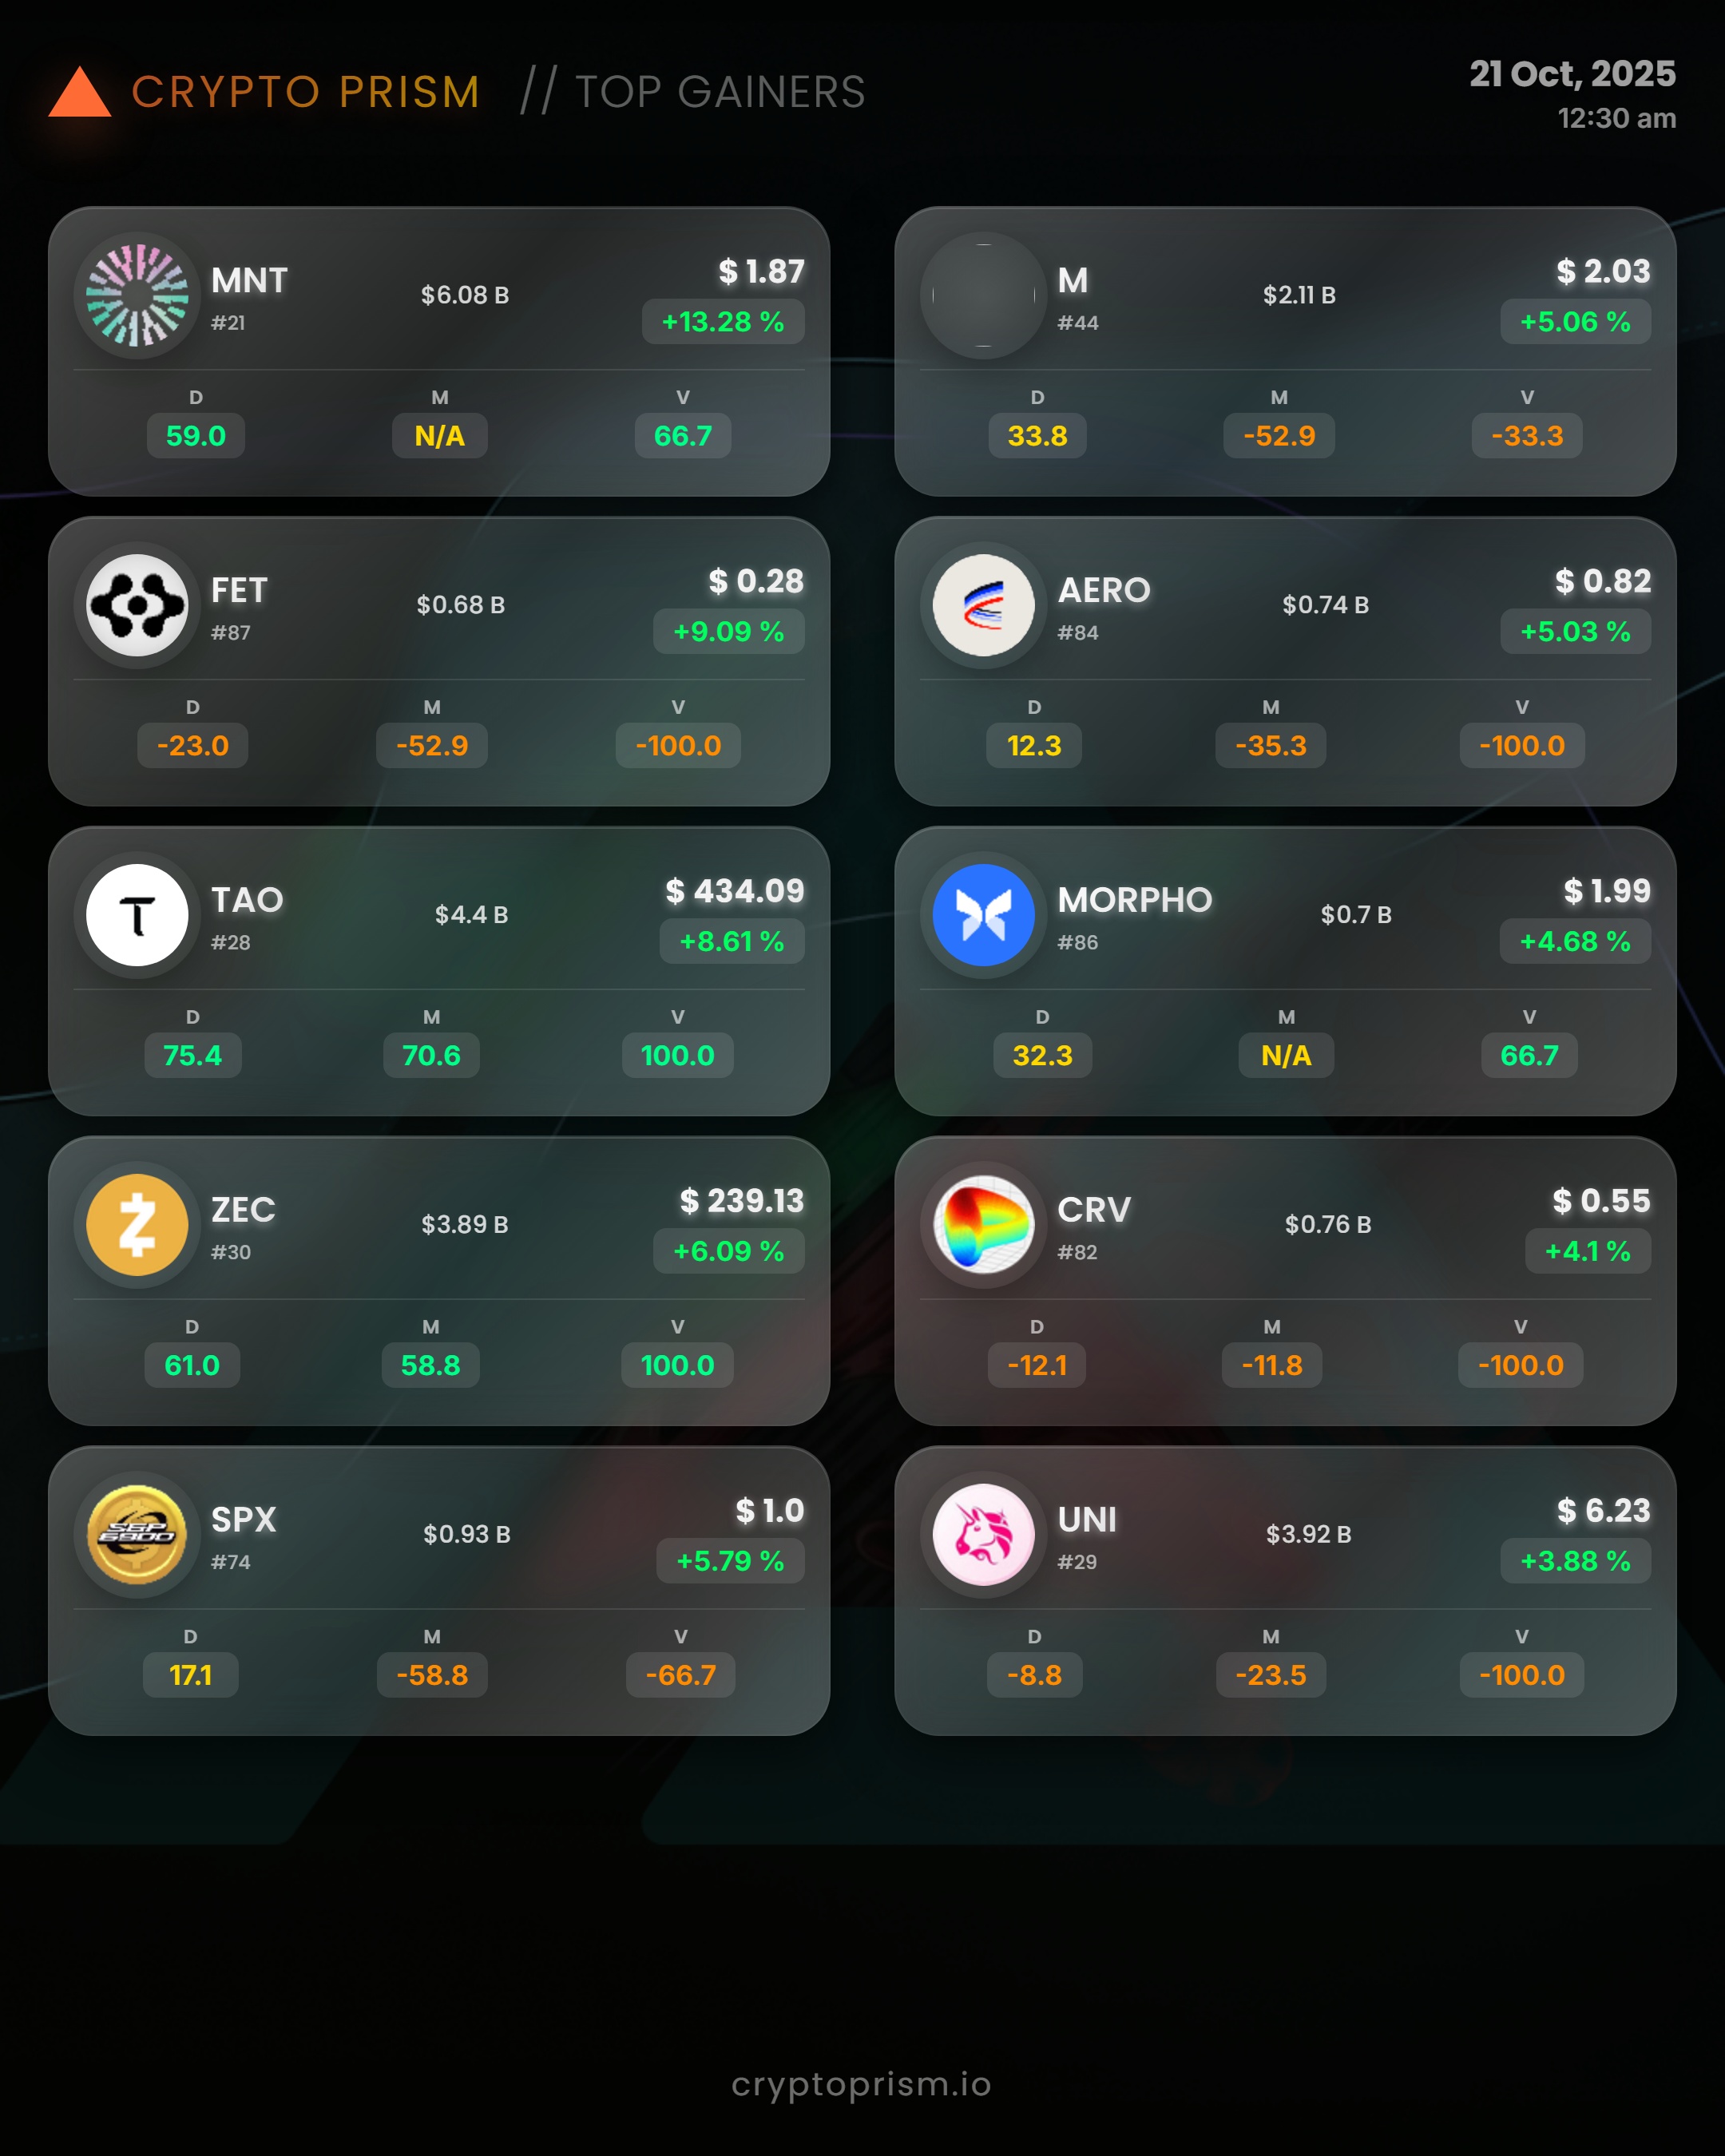 CRYPTO PRISM // TOP GAINERS
21 Oct, 2025
12:30 am
MNT
#21
$6.08 B
$ 1.87
+13.28 %
D M V
59.0 N/A 66.7
M
#44
$2.11 B
$ 2.03
+5.06 %
D M V
33.8 -52.9 -33.3
FET
#87
$0.68 B
$ 0.28
+9.09 %
D M V
-23.0 -52.9 -100.0
AERO
#84
$0.74 B
$ 0.82
+5.03 %
D M V
12.3 -35.3 -100.0
T
TAO
#28
$4.4 B
$ 434.09
+8.61 %
D M V
75.4 70.6 100.0
MORPHO
#86
$0.7 B
$ 1.99
+4.68 %
D M V
32.3 N/A 66.7
ZEC
#30
$3.89 B
$ 239.13
+6.09 %
D M V
61.0 58.8 100.0
CRV
#82
$0.76 B
$ 0.55
+4.1 %
D M V
-12.1 -11.8 -100.0
S&P
6900
SPX
#74
$0.93 B
$ 1.0
+5.79 %
D M V
17.1 -58.8 -66.7
UNI
#29
$3.92 B
$ 6.23
+3.88 %
D M V
-8.8 -23.5 -100.0
cryptoprism.io